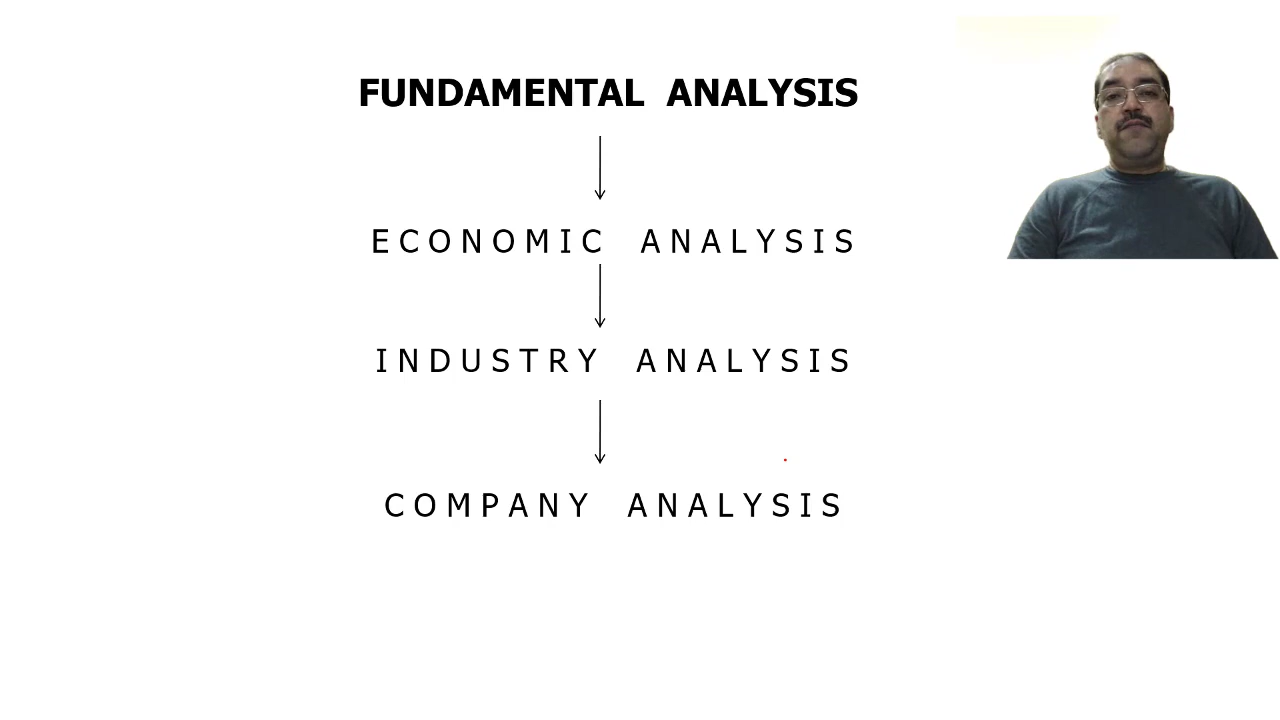 FUNDAMENTAL ANALYSIS
ECONOMIC ANALYSIS
INDUSTRY ANALYSIS
COMPANY ANALYSIS